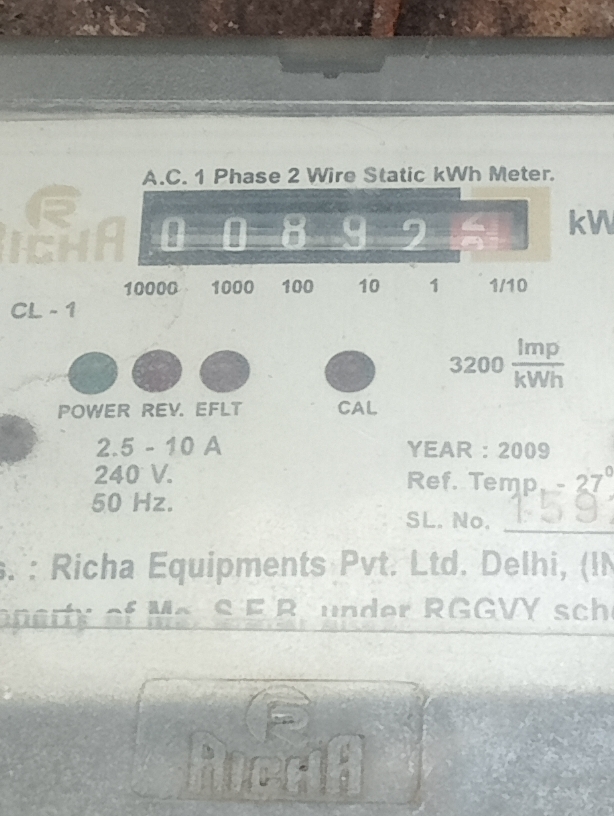 A.C. 1 Phase 2 Wire Static kWh Meter.
RICHA
0 0 8 9 2
10000 1000 100 10 1 1/10
CL - 1
3200 Imp/kWh
POWER REV. EFLT CAL
2.5 - 10 A
240 V.
50 Hz.
YEAR : 2009
Ref. Temp. - 27°
SL. No.
Richa Equipments Pvt. Ltd. Delhi,
of S.E.B. under RGGVY
RICHA